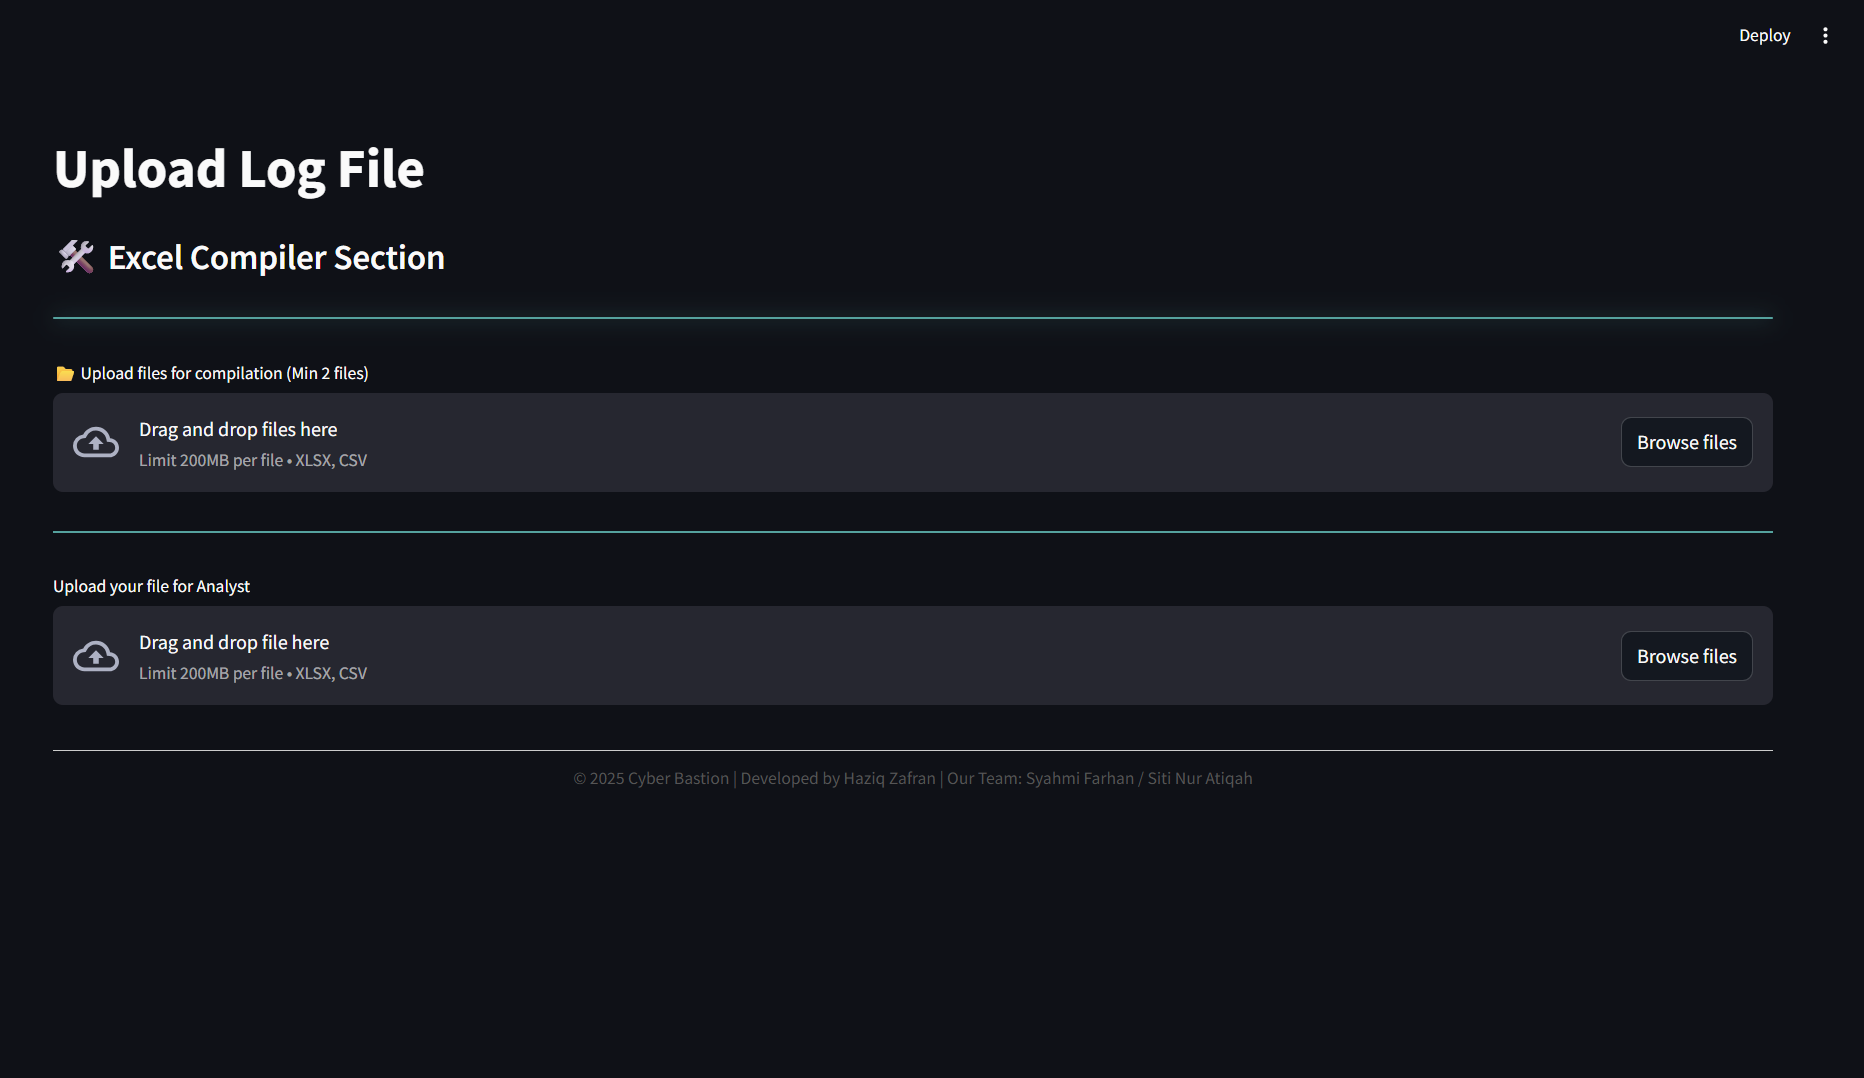 Deploy
Upload Log File
🛠️ Excel Compiler Section
📂 Upload files for compilation (Min 2 files)
Drag and drop files here
Limit 200MB per file • XLSX, CSV
Browse files
Upload your file for Analyst
Drag and drop file here
Limit 200MB per file • XLSX, CSV
Browse files
© 2025 Cyber Bastion | Developed by Haziq Zafran | Our Team: Syahmi Farhan / Siti Nur Atiqah